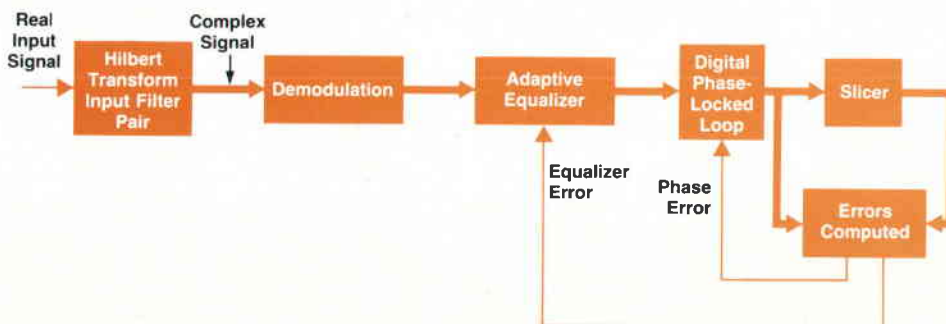 Real
Input
Signal
Complex
Signal
Hilbert
Transform
Input Filter
Pair
Demodulation
Adaptive
Equalizer
Digital
Phase-
Locked
Loop
Slicer
Equalizer
Error
Phase
Error
Errors
Computed